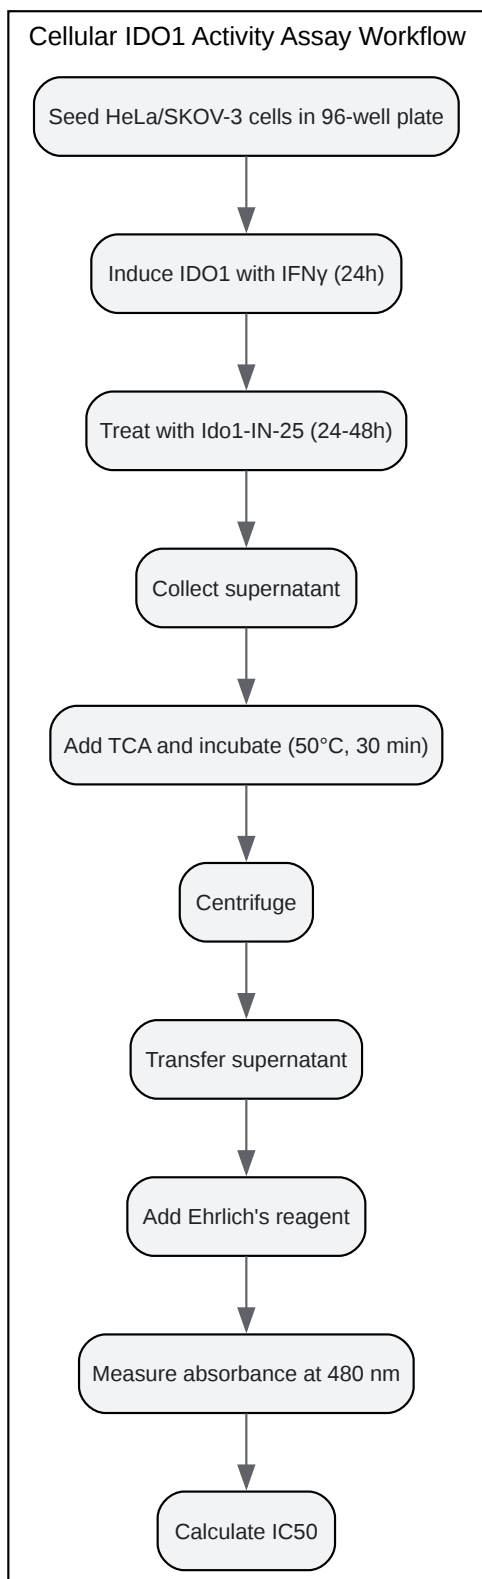 Cellular IDO1 Activity Assay Workflow
Seed HeLa/SKOV-3 cells in 96-well plate
Induce IDO1 with IFNγ (24h)
Treat with Ido1-IN-25 (24-48h)
Collect supernatant
Add TCA and incubate (50°C, 30 min)
Centrifuge
Transfer supernatant
Add Ehrlich's reagent
Measure absorbance at 480 nm
Calculate IC50